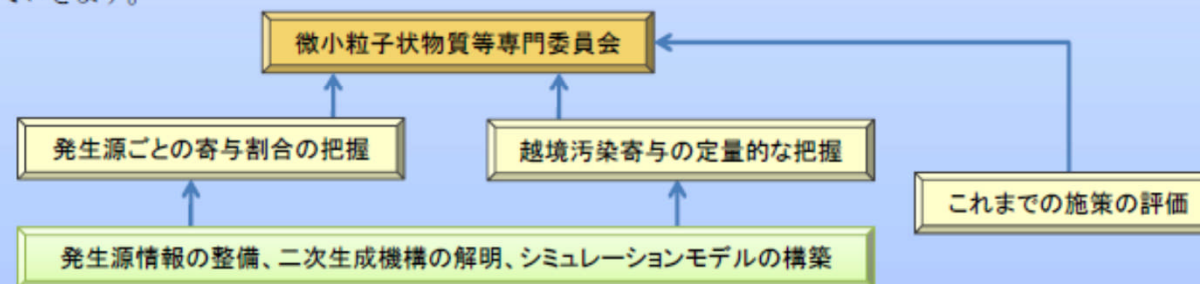 微小粒子状物質等専門委員会
発生源ごとの寄与割合の把握
越境汚染寄与の定量的な把握
これまでの施策の評価
発生源情報の整備、二次生成機構の解明、シミュレーションモデルの構築